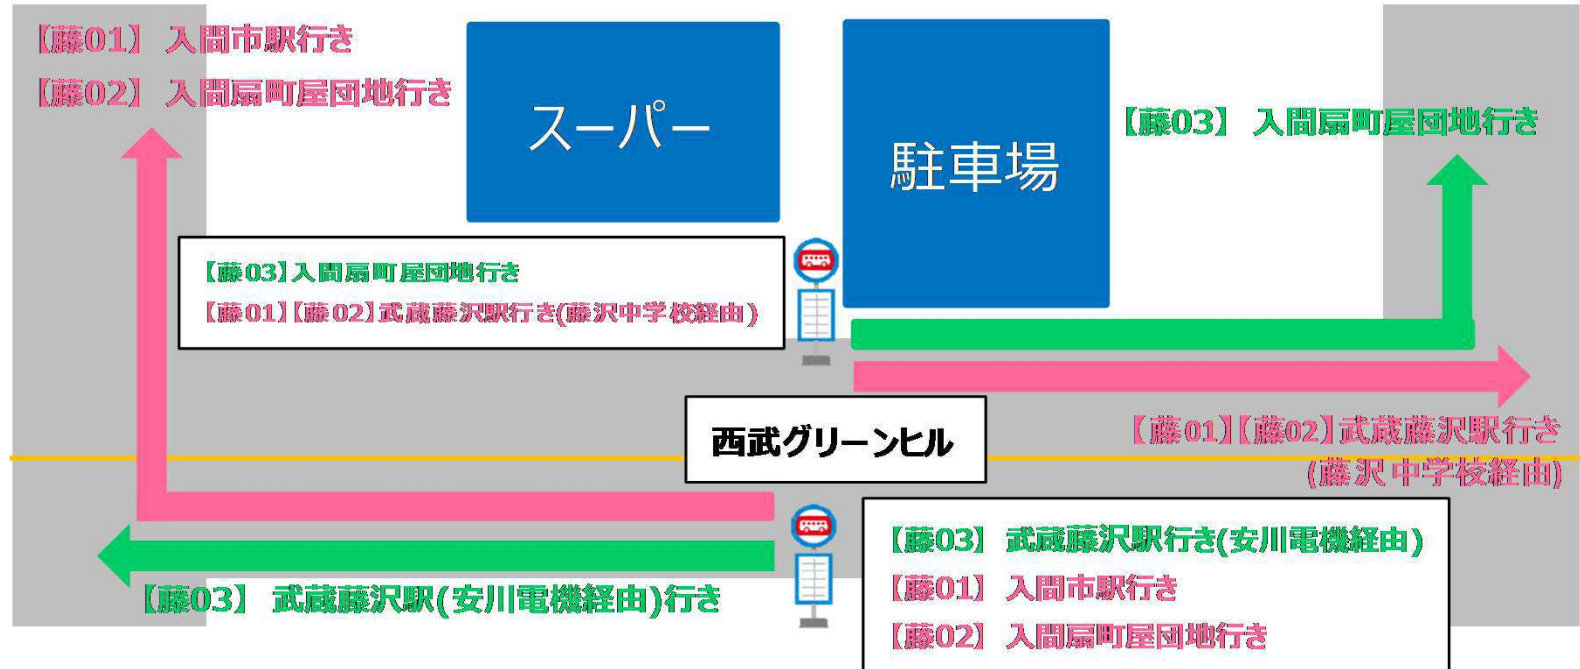 【藤01】 入間市駅行き
【藤02】 入間扇町屋団地行き
スーパー
駐車場
【藤03】 入間扇町屋団地行き
【藤03】入間扇町屋団地行き
【藤01】【藤02】武蔵藤沢駅行き(藤沢中学校経由)
西武グリーンヒル
【藤01】【藤02】武蔵藤沢駅行き
(藤沢中学校経由)
【藤03】 武蔵藤沢駅(安川電機経由)行き
【藤03】 武蔵藤沢駅行き(安川電機経由)
【藤01】 入間市駅行き
【藤02】 入間扇町屋団地行き